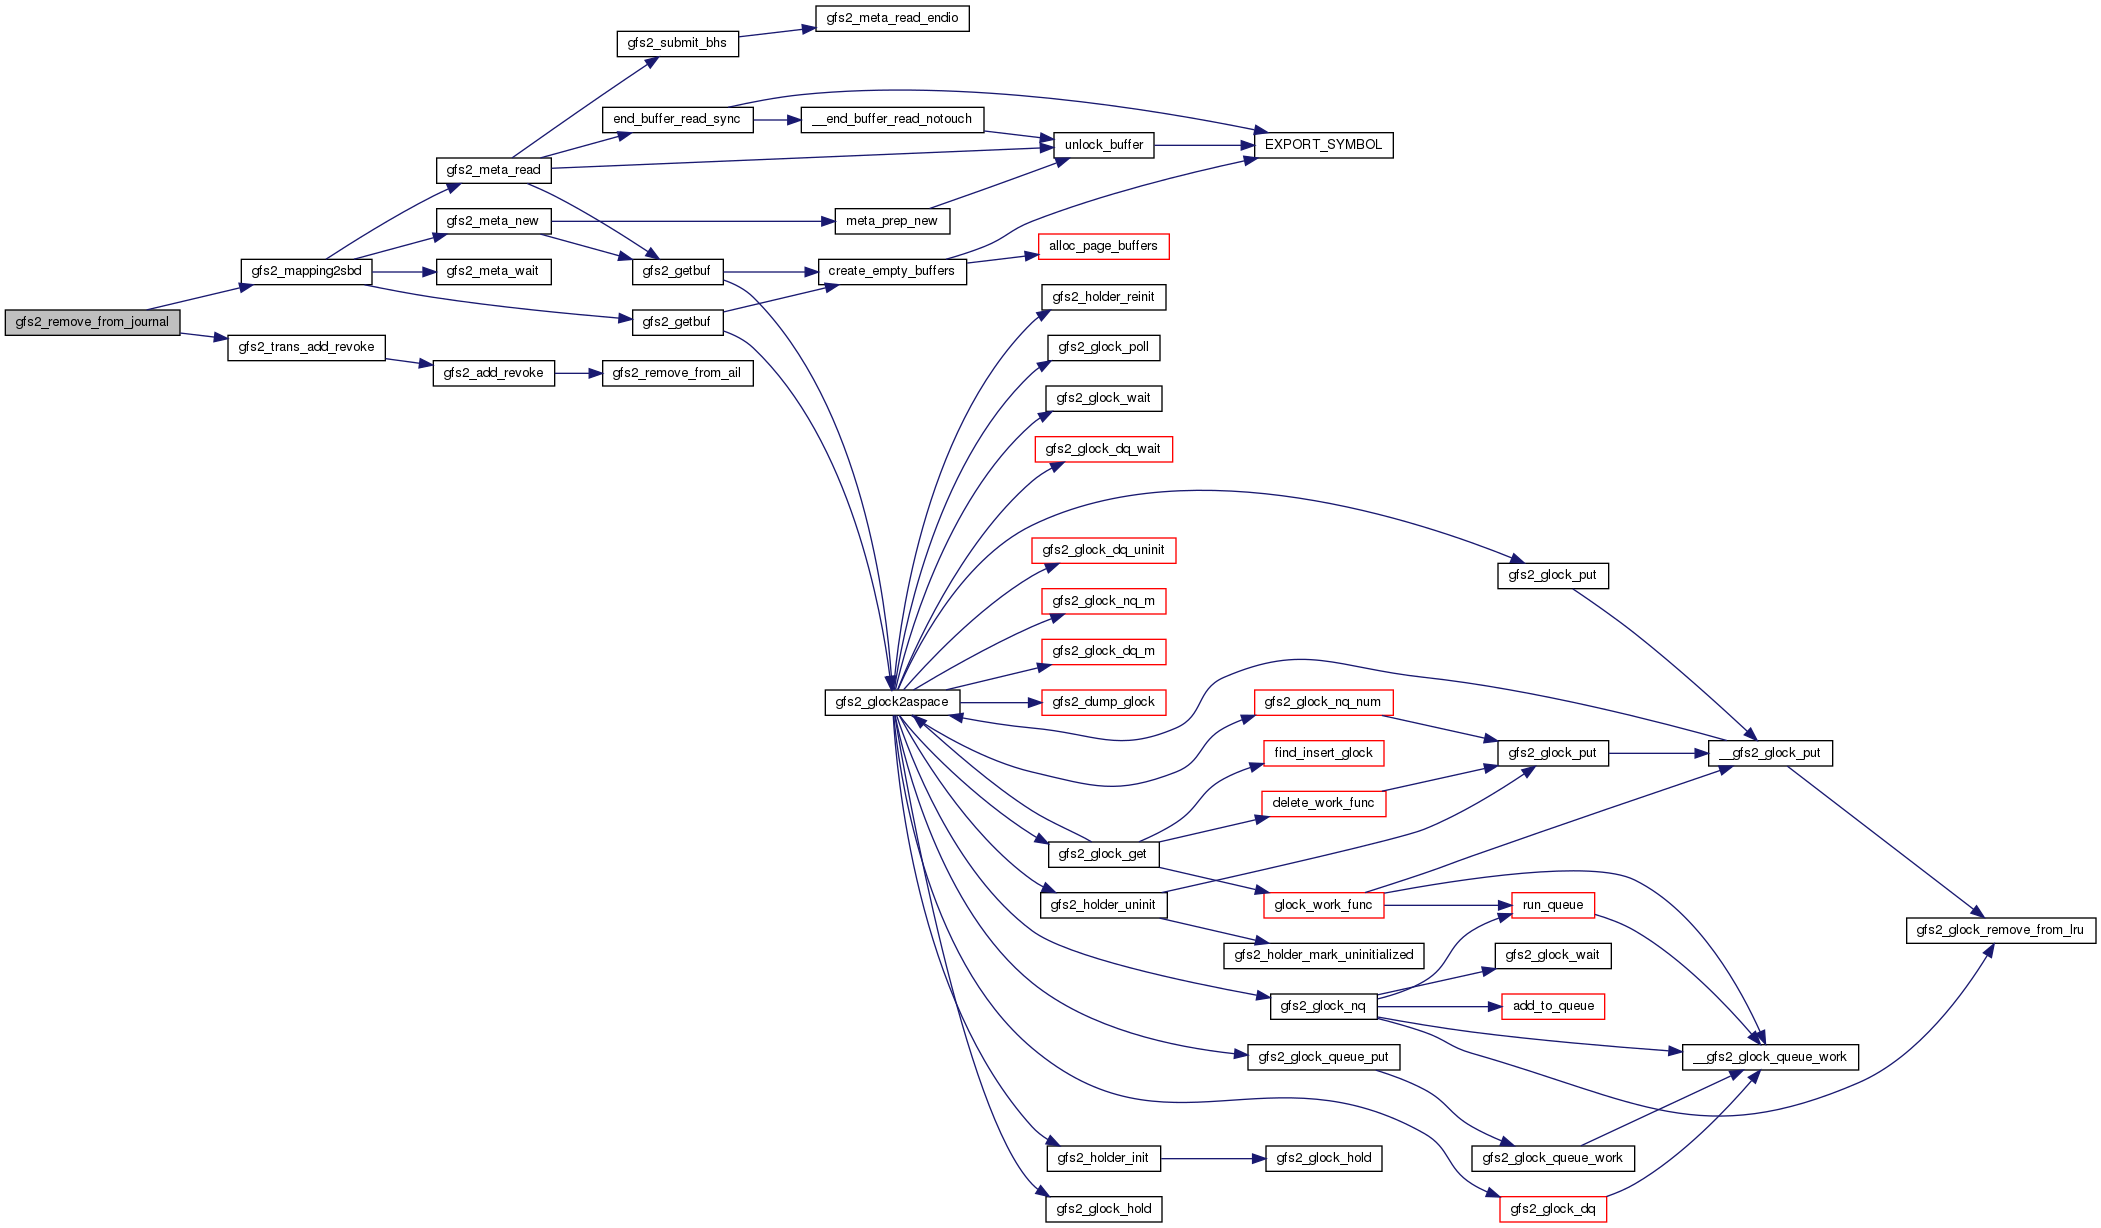 gfs2_meta_read_endio
gfs2_submit_bhs
end_buffer_read_sync
__end_buffer_read_notouch
unlock_buffer
EXPORT_SYMBOL
gfs2_meta_read
gfs2_meta_new
meta_prep_new
alloc_page_buffers
gfs2_mapping2sbd
gfs2_meta_wait
gfs2_getbuf
create_empty_buffers
gfs2_holder_reinit
gfs2_remove_from_journal
gfs2_getbuf
gfs2_trans_add_revoke
gfs2_glock_poll
gfs2_add_revoke
gfs2_remove_from_ail
gfs2_glock_wait
gfs2_glock_dq_wait
gfs2_glock_dq_uninit
gfs2_glock_put
gfs2_glock_nq_m
gfs2_glock_dq_m
gfs2_glock2aspace
gfs2_dump_glock
gfs2_glock_nq_num
find_insert_glock
gfs2_glock_put
__gfs2_glock_put
delete_work_func
gfs2_glock_get
gfs2_holder_uninit
glock_work_func
run_queue
gfs2_glock_remove_from_lru
gfs2_holder_mark_uninitialized
gfs2_glock_wait
gfs2_glock_nq
add_to_queue
gfs2_glock_queue_put
__gfs2_glock_queue_work
gfs2_holder_init
gfs2_glock_hold
gfs2_glock_queue_work
gfs2_glock_hold
gfs2_glock_dq